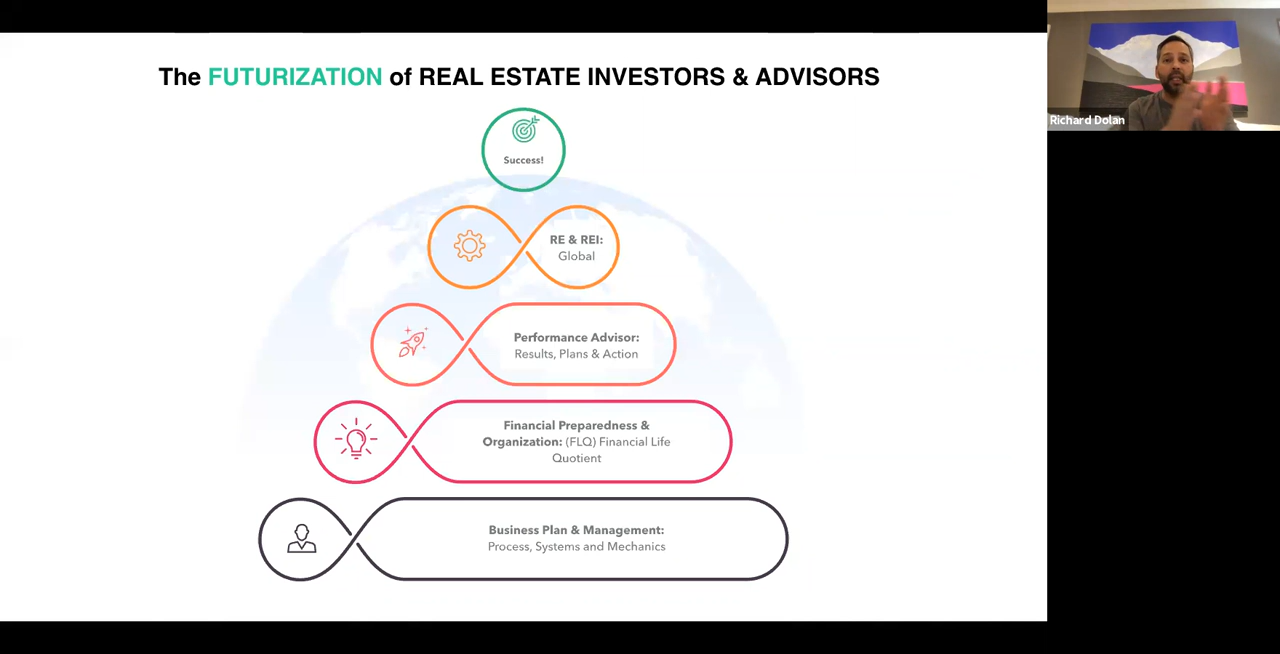 The FUTURIZATION of REAL ESTATE INVESTORS & ADVISORS
Richard Dolan
Success!
RE & REI:
Global
Performance Advisor:
Results, Plans & Action
Financial Preparedness &
Organization: (FLQ) Financial Life
Quotient
Business Plan & Management:
Process, Systems and Mechanics